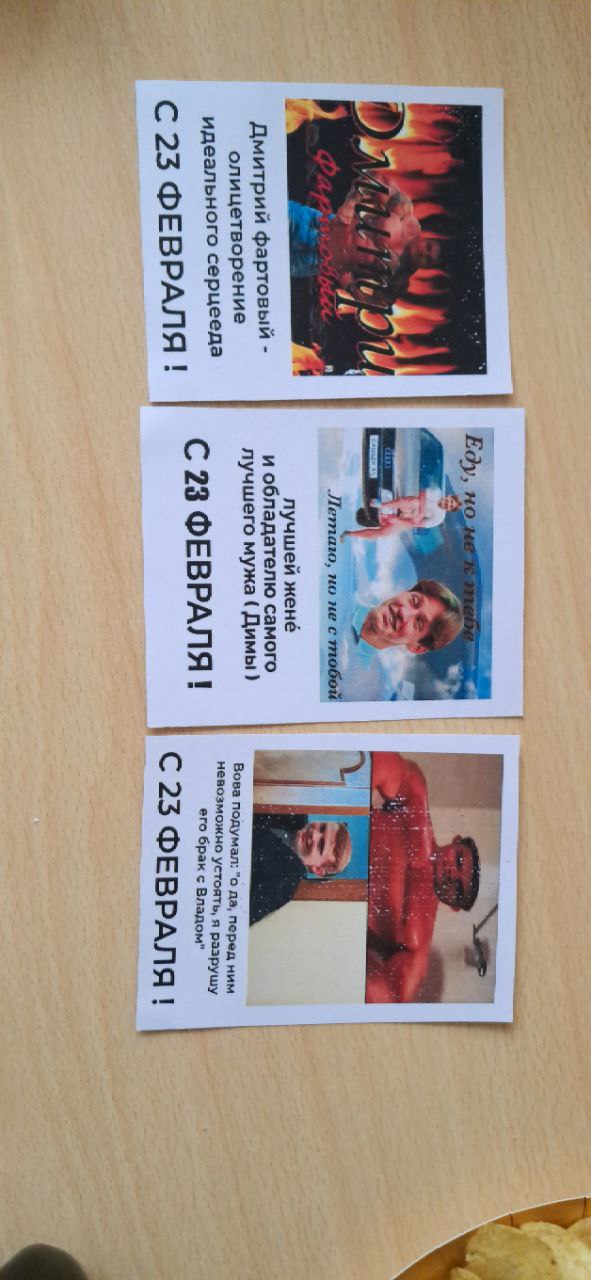 Дмитрий
Фартовый
Дмитрий фартовый -
олицетворение
идеального серцееда
С 23 ФЕВРАЛЯ !
Еду, но не к тебе
Летаю, но не с тобой
лучшей жене́
и обладателю самого
лучшего мужа ( Димы )
С 23 ФЕВРАЛЯ !
Вова подумал: "о да, перед ним
невозможно устоять, я разрушу
его брак с Владом"
С 23 ФЕВРАЛЯ !